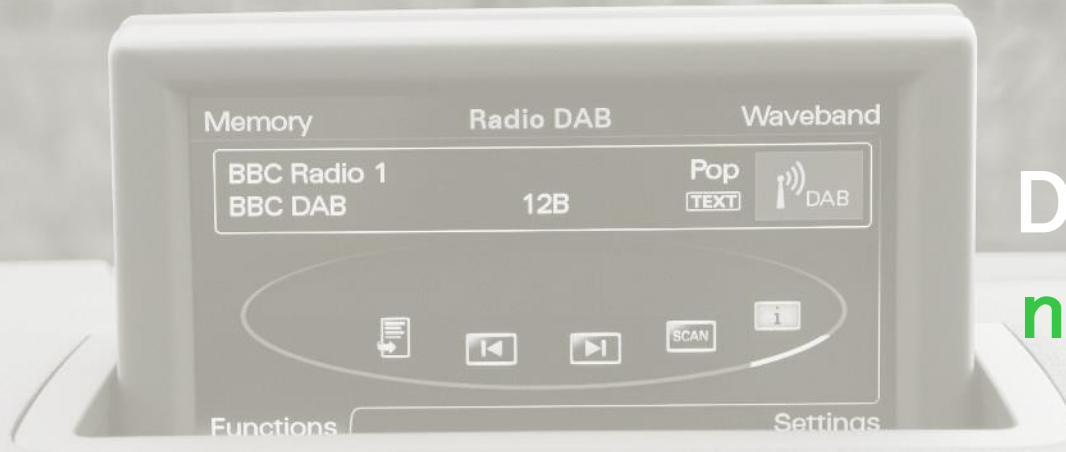 Memory Radio DAB Waveband
BBC Radio 1 Pop
BBC DAB 12B TEXT DAB
i
SCAN
Functions Settings
D
n